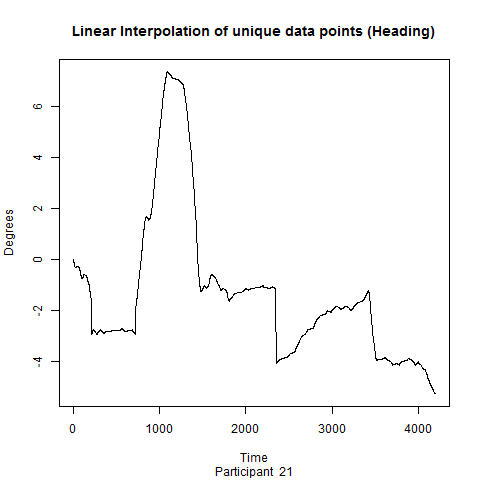 Linear Interpolation of unique data points (Heading)
Degrees
6
4
2
0
-2
-4
0 1000 2000 3000 4000
Time
Participant 21